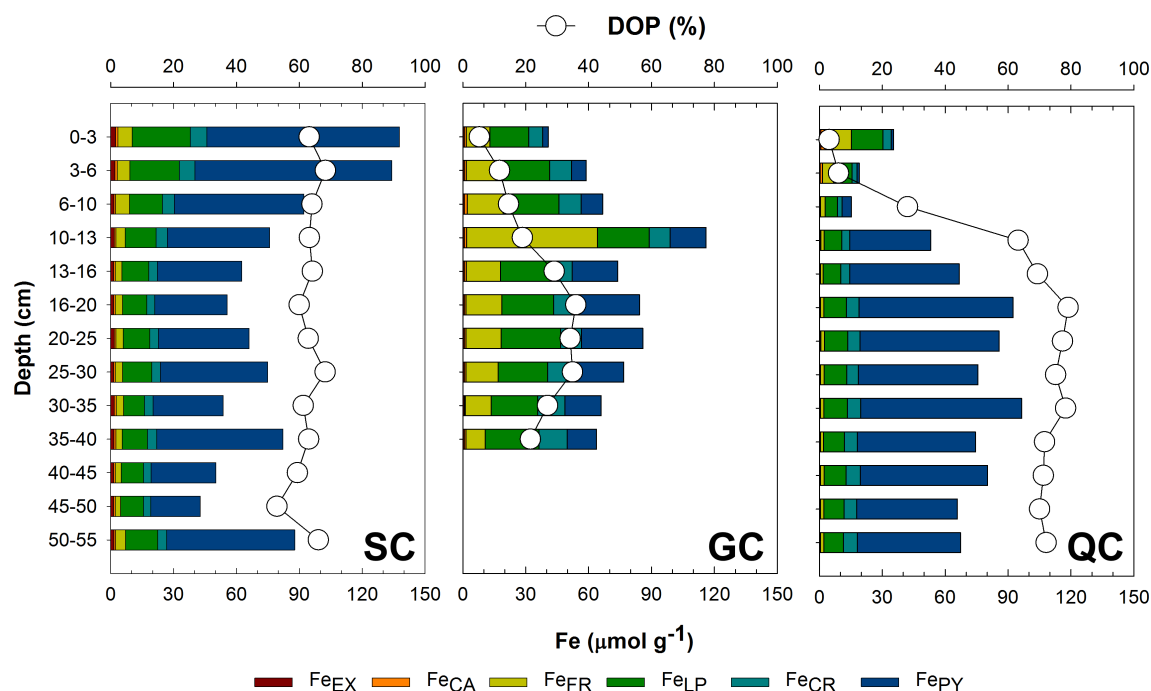 DOP (%)
0 20 40 60 80 100
0 20 40 60 80 100
0 20 40 60 80 100
Depth (cm)
0-3
3-6
6-10
10-13
13-16
16-20
20-25
25-30
30-35
35-40
40-45
45-50
50-55
SC
GC
QC
0 30 60 90 120 150
0 30 60 90 120 150
0 30 60 90 120 150
Fe (μmol g-1)
FeEX FeCA FeFR FeLP FeCR FePY